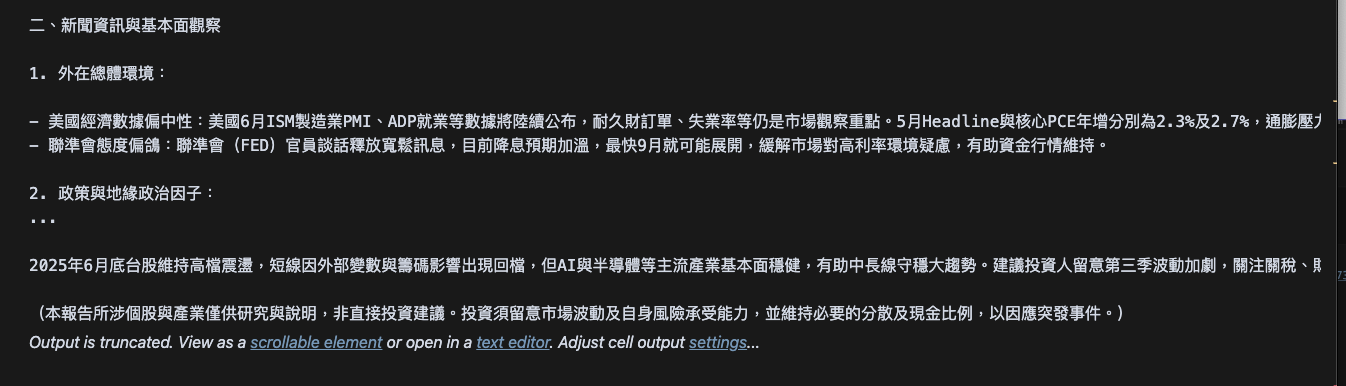 二、新聞資訊與基本面觀察
1. 外在總體環境：
- 美國經濟數據偏中性：美國6月ISM製造業PMI、ADP就業等數據將陸續公布，耐久財訂單、失業率等仍是市場觀察重點。5月Headline與核心PCE年增分別為2.3%及2.7%，通膨壓力
- 聯準會態度偏鴿：聯準會（FED）官員談話釋放寬鬆訊息，目前降息預期加溫，最快9月就可能展開，緩解市場對高利率環境疑慮，有助資金行情維持。
2. 政策與地緣政治因子：
...
2025年6月底台股維持高檔震盪，短線因外部變數與籌碼影響出現回檔，但AI與半導體等主流產業基本面穩健，有助中長線守穩大趨勢。建議投資人留意第三季波動加劇，關注關稅、財
（本報告所涉個股與產業僅供研究與說明，非直接投資建議。投資須留意市場波動及自身風險承受能力，並維持必要的分散及現金比例，以因應突發事件。）
Output is truncated. View as a scrollable element or open in a text editor. Adjust cell output settings...